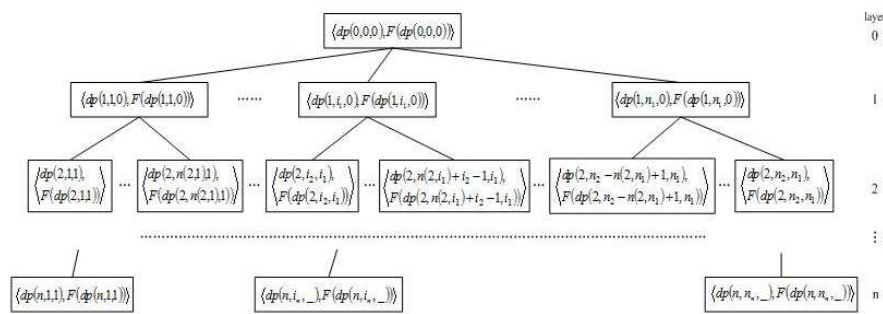 layer
⟨dp(0,0,0),F(dp(0,0,0))⟩ 0
⟨dp(1,1,0),F(dp(1,1,0))⟩ ...... ⟨dp(1,i₁,0),F(dp(1,i₁,0))⟩ ...... ⟨dp(1,n₁,0),F(dp(1,n₁,0))⟩ 1
⟨dp(2,1,1), ⟨dp(2,n(2,1),1), ⟨dp(2,i₂,i₁), ⟨dp(2,n(2,i₁)+i₂−1,i₁), ⟨dp(2,n₂−n(2,n₁)+1,n₁), ⟨dp(2,n₂,n₁),
F(dp(2,1,1))⟩ ... F(dp(2,n(2,1),1))⟩ ... F(dp(2,i₂,i₁))⟩ ... F(dp(2,n(2,i₁)+i₂−1,i₁))⟩ ... F(dp(2,n₂−n(2,n₁)+1,n₁))⟩ ... F(dp(2,n₂,n₁))⟩ 2
⋮
⟨dp(n,1,1),F(dp(n,1,1))⟩ ⟨dp(n,iₙ,_),F(dp(n,iₙ,_))⟩ ⟨dp(n,nₙ,_),F(dp(n,nₙ,_))⟩ n